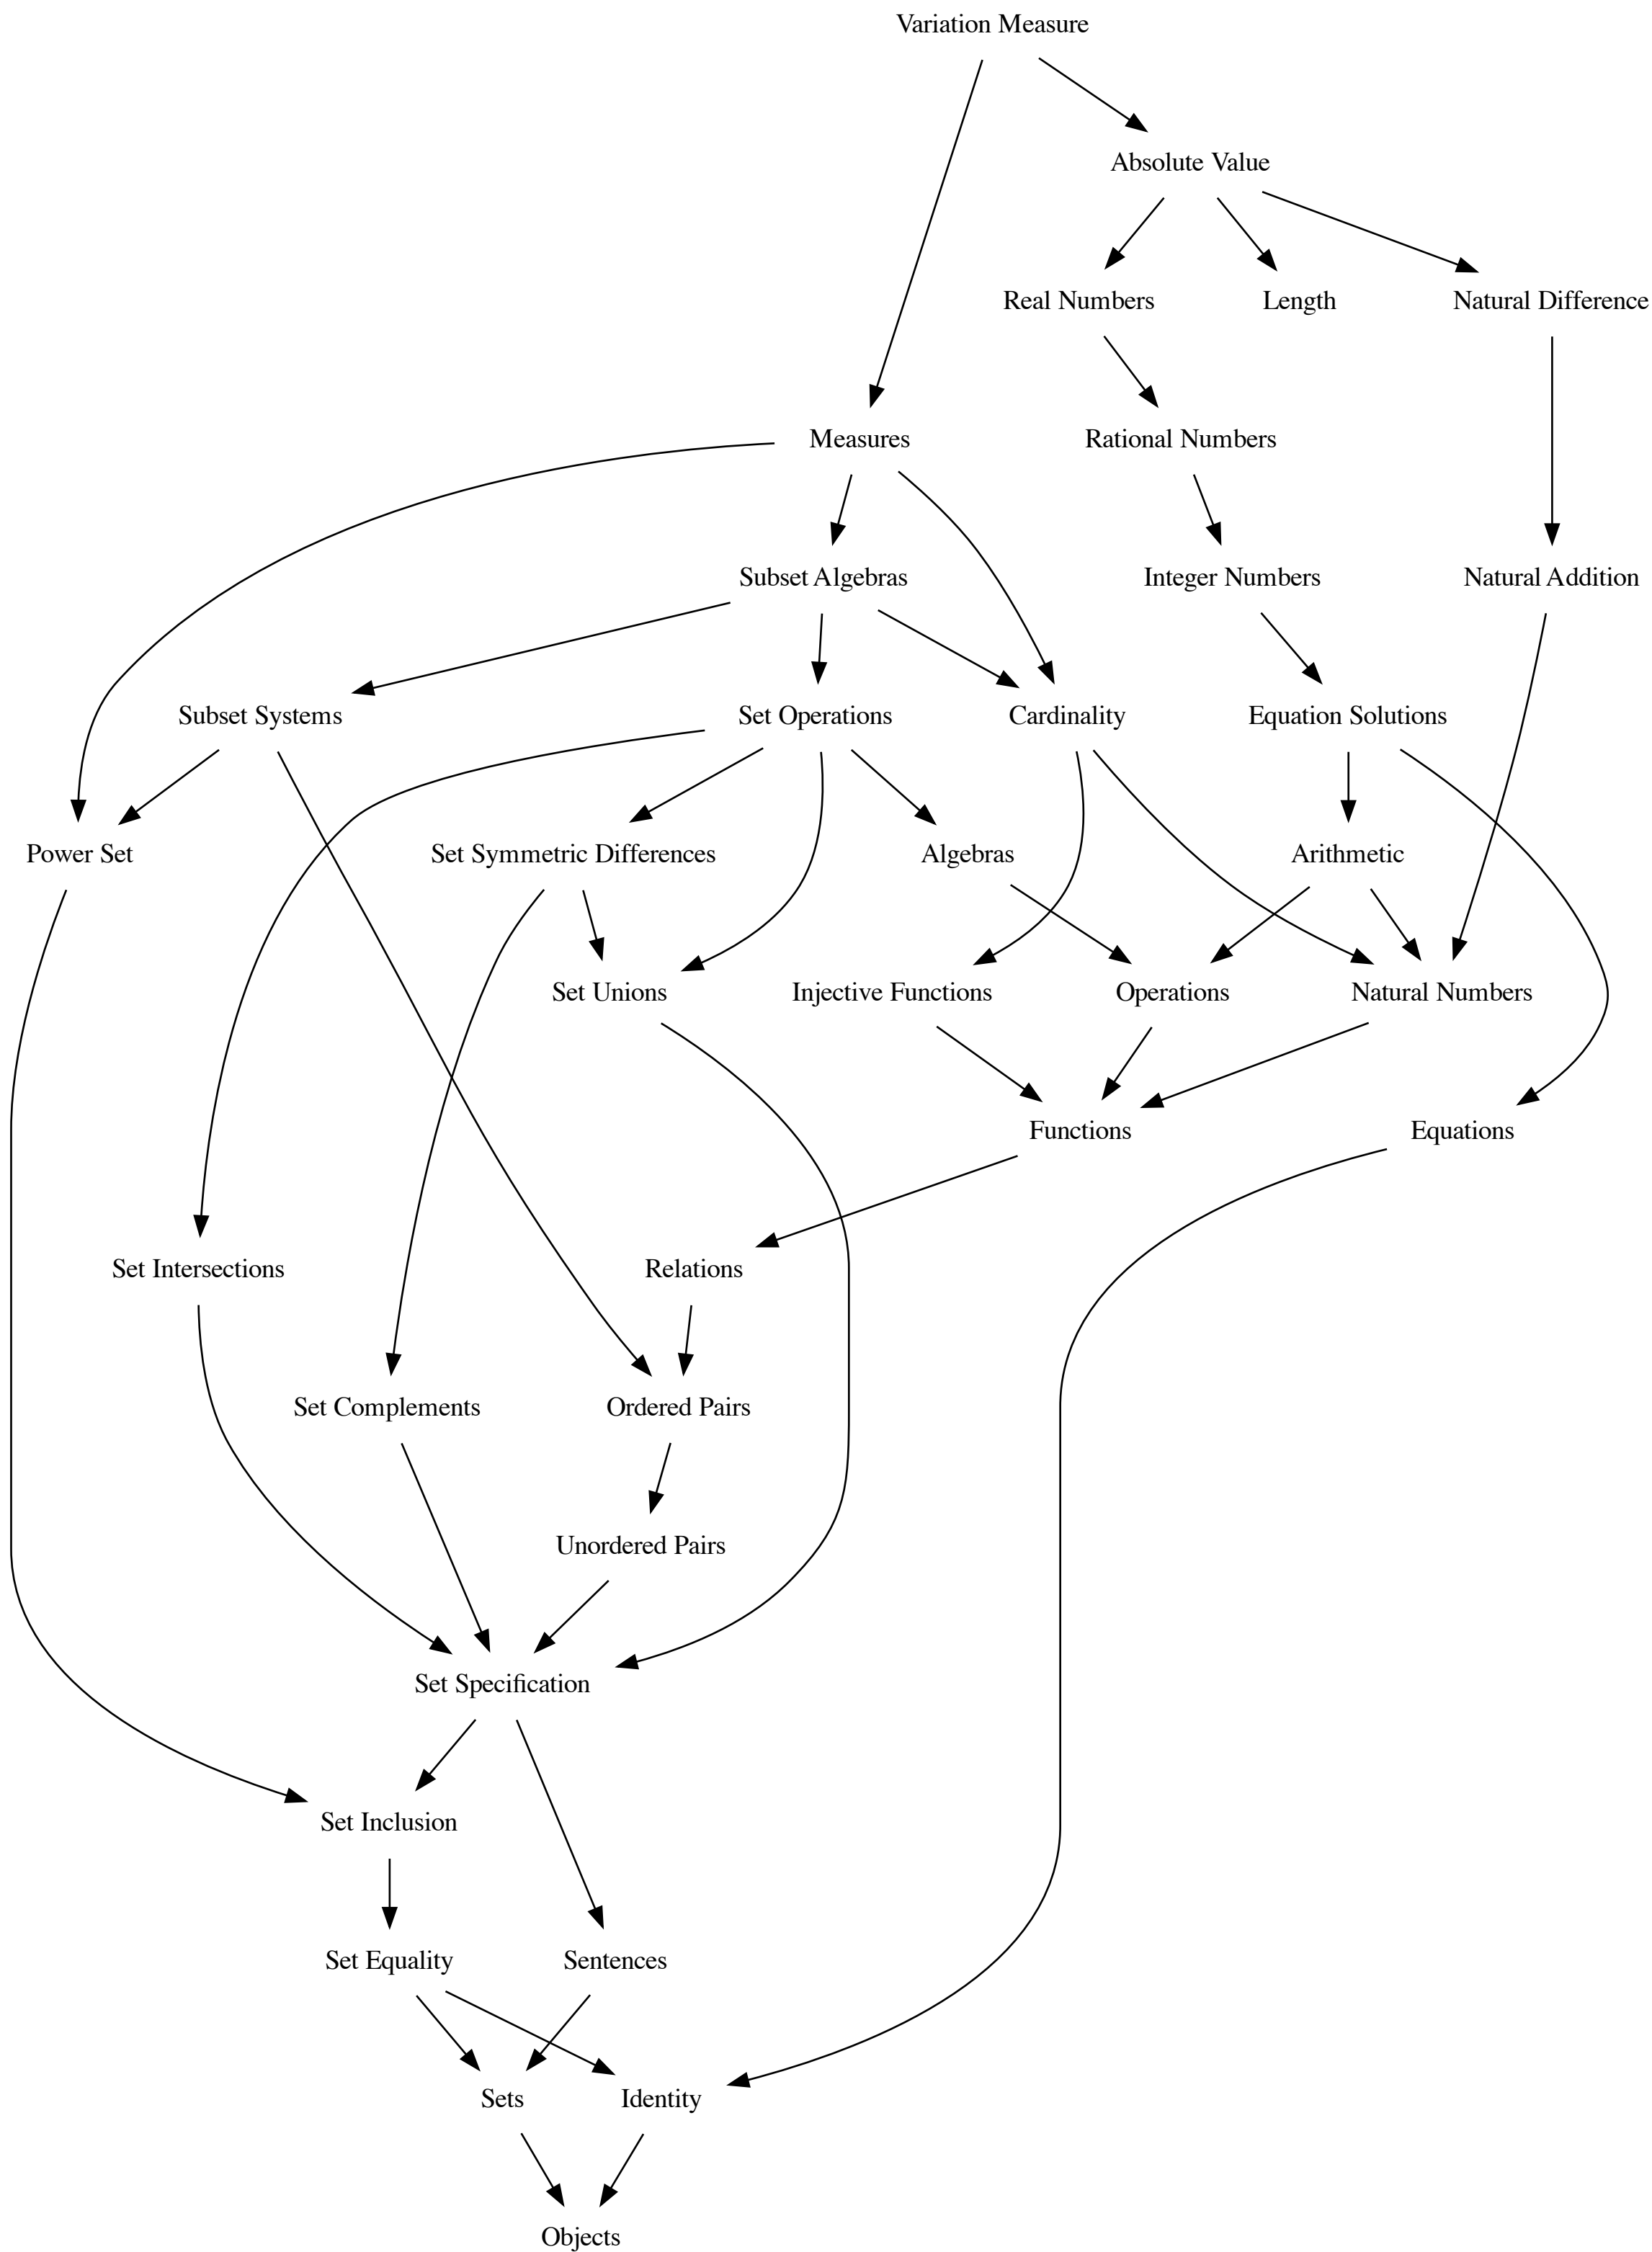 Variation Measure
Absolute Value
Real Numbers
Length
Natural Difference
Measures
Rational Numbers
Subset Algebras
Integer Numbers
Natural Addition
Subset Systems
Set Operations
Cardinality
Equation Solutions
Power Set
Set Symmetric Differences
Algebras
Arithmetic
Set Unions
Injective Functions
Operations
Natural Numbers
Functions
Equations
Set Intersections
Relations
Set Complements
Ordered Pairs
Unordered Pairs
Set Specification
Set Inclusion
Set Equality
Sentences
Sets
Identity
Objects